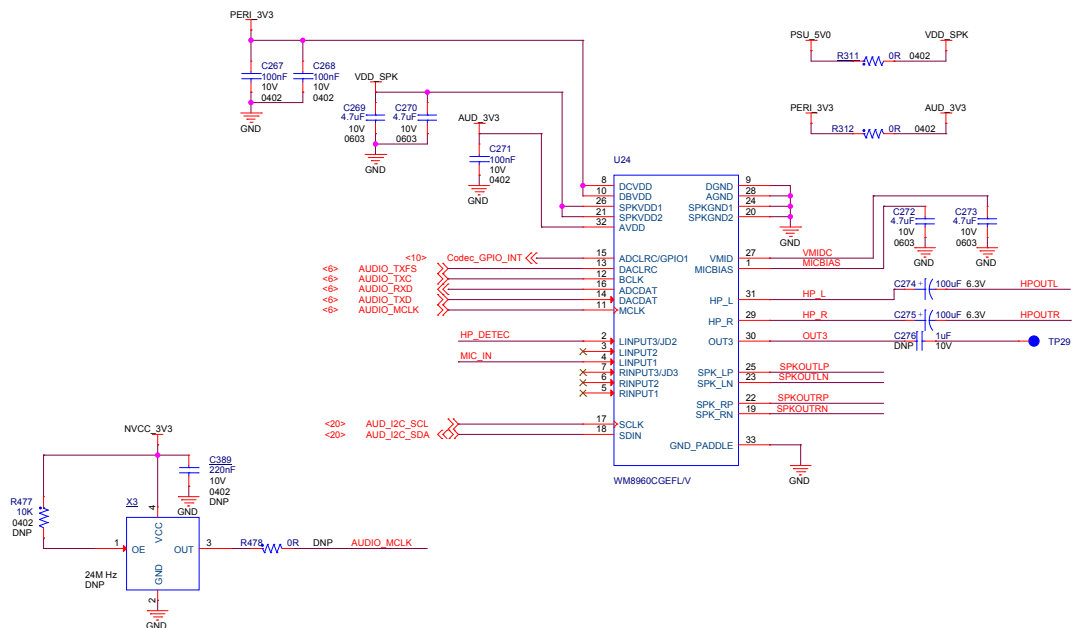 PERI_3V3
C267
100nF
10V
0402
C268
100nF
10V
0402
GND
VDD_SPK
C269
4.7uF
10V
0603
C270
4.7uF
10V
0603
GND
AUD_3V3
C271
100nF
10V
0402
GND
PSU_5V0
VDD_SPK
R311
0R
0402
PERI_3V3
AUD_3V3
R312
0R
0402
U24
8 DCVDD
10 DBVDD
26 SPKVDD1
21 SPKVDD2
32 AVDD
DGND 9
AGND 28
SPKGND1 24
SPKGND2 20
GND
C272
4.7uF
10V
0603
GND
C273
4.7uF
10V
0603
GND
<10> Codec_GPIO_INT 15 ADCLRC/GPIO1
<6> AUDIO_TXFS 13 DACLRC
<6> AUDIO_TXC 12 BCLK
<6> AUDIO_RXD 16 ADCDAT
<6> AUDIO_TXD 14 DACDAT
<6> AUDIO_MCLK 11 MCLK
VMID 27 VMIDC
MICBIAS 1 MICBIAS
HP_L 31 HP_L C274 + 100uF 6.3V HPOUTL
HP_R 29 HP_R C275 + 100uF 6.3V HPOUTR
OUT3 30 OUT3 C276 1uF
DNP 10V
TP29
HP_DETEC 2 LINPUT3/JD2
3 LINPUT2
MIC_IN 4 LINPUT1
7 RINPUT3/JD3
6 RINPUT2
5 RINPUT1
SPK_LP 25 SPKOUTLP
SPK_LN 23 SPKOUTLN
SPK_RP 22 SPKOUTRP
SPK_RN 19 SPKOUTRN
<20> AUD_I2C_SCL 17 SCLK
<20> AUD_I2C_SDA 18 SDIN
GND_PADDLE 33
GND
WM8960CGEFL/V
NVCC_3V3
C389
220nF
10V
0402
DNP
GND
R477
10K
0402
DNP
X3
4
VCC
1 OE
OUT 3
GND
2
24M Hz
DNP
GND
R478 0R DNP AUDIO_MCLK